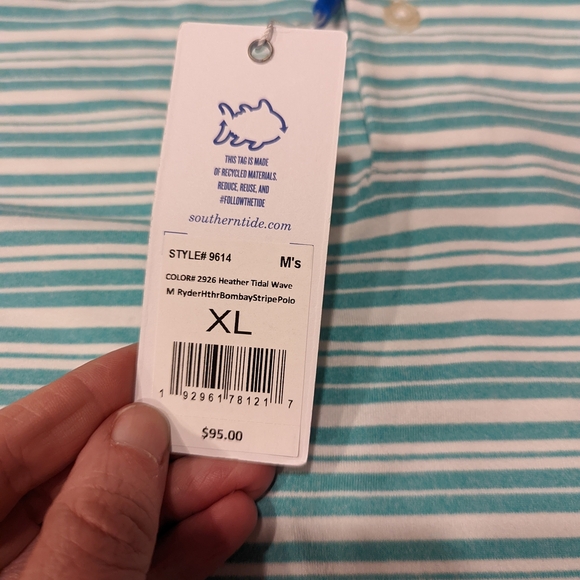 THIS TAG IS MADE
OF RECYCLED MATERIALS.
REDUCE, REUSE, AND
#FOLLOWTHETIDE
southerntide.com
STYLE# 9614 M's
COLOR# 2926 Heather Tidal Wave
M RyderHthrBombayStripePolo
XL
1 92961 78121 7
$95.00